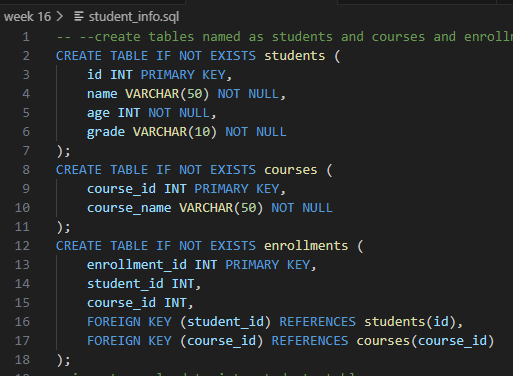 week 16 > student_info.sql
1 -- --create tables named as students and courses and
2 CREATE TABLE IF NOT EXISTS students (
3 id INT PRIMARY KEY,
4 name VARCHAR(50) NOT NULL,
5 age INT NOT NULL,
6 grade VARCHAR(10) NOT NULL
7 );
8 CREATE TABLE IF NOT EXISTS courses (
9 course_id INT PRIMARY KEY,
10 course_name VARCHAR(50) NOT NULL
11 );
12 CREATE TABLE IF NOT EXISTS enrollments (
13 enrollment_id INT PRIMARY KEY,
14 student_id INT,
15 course_id INT,
16 FOREIGN KEY (student_id) REFERENCES students(id),
17 FOREIGN KEY (course_id) REFERENCES courses(course_id)
18 );